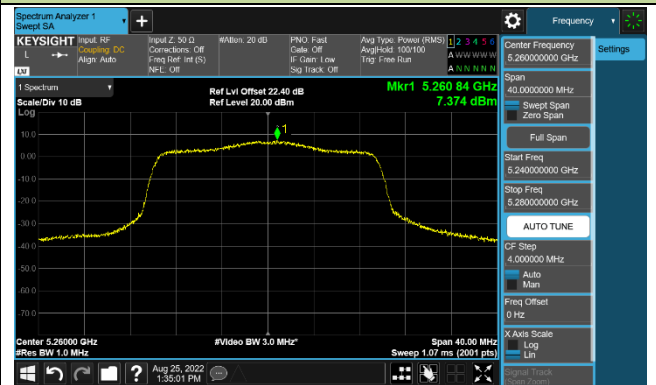 Spectrum Analyzer 1
Swept SA
Frequency
KEYSIGHT
Input: RF
Coupling: DC
Align: Auto
Input Z: 50 Ω
Corrections: Off
Freq Ref: Int (S)
NFE: Off
#Atten: 20 dB
PNO: Fast
Gate: Off
IF Gain: Low
Sig Track: Off
Avg Type: Power (RMS)
Avg|Hold: 100/100
Trig: Free Run
1 2 3 4 5 6
A W W W W W
A N N N N N
L
LXI
1 Spectrum
Scale/Div 10 dB
Log
Ref Lvl Offset 22.40 dB
Ref Level 20.00 dBm
Mkr1 5.260 84 GHz
7.374 dBm
1
10.0
0.00
-10.0
-20.0
-30.0
-40.0
-50.0
-60.0
-70.0
Center 5.26000 GHz
#Res BW 1.0 MHz
#Video BW 3.0 MHz*
Span 40.00 MHz
Sweep 1.07 ms (2001 pts)
Aug 25, 2022
1:35:01 PM
Center Frequency
5.260000000 GHz
Settings
Span
40.0000000 MHz
Swept Span
Zero Span
Full Span
Start Freq
5.240000000 GHz
Stop Freq
5.280000000 GHz
AUTO TUNE
CF Step
4.000000 MHz
Auto
Man
Freq Offset
0 Hz
X Axis Scale
Log
Lin
Signal Track
(Span Zoom)